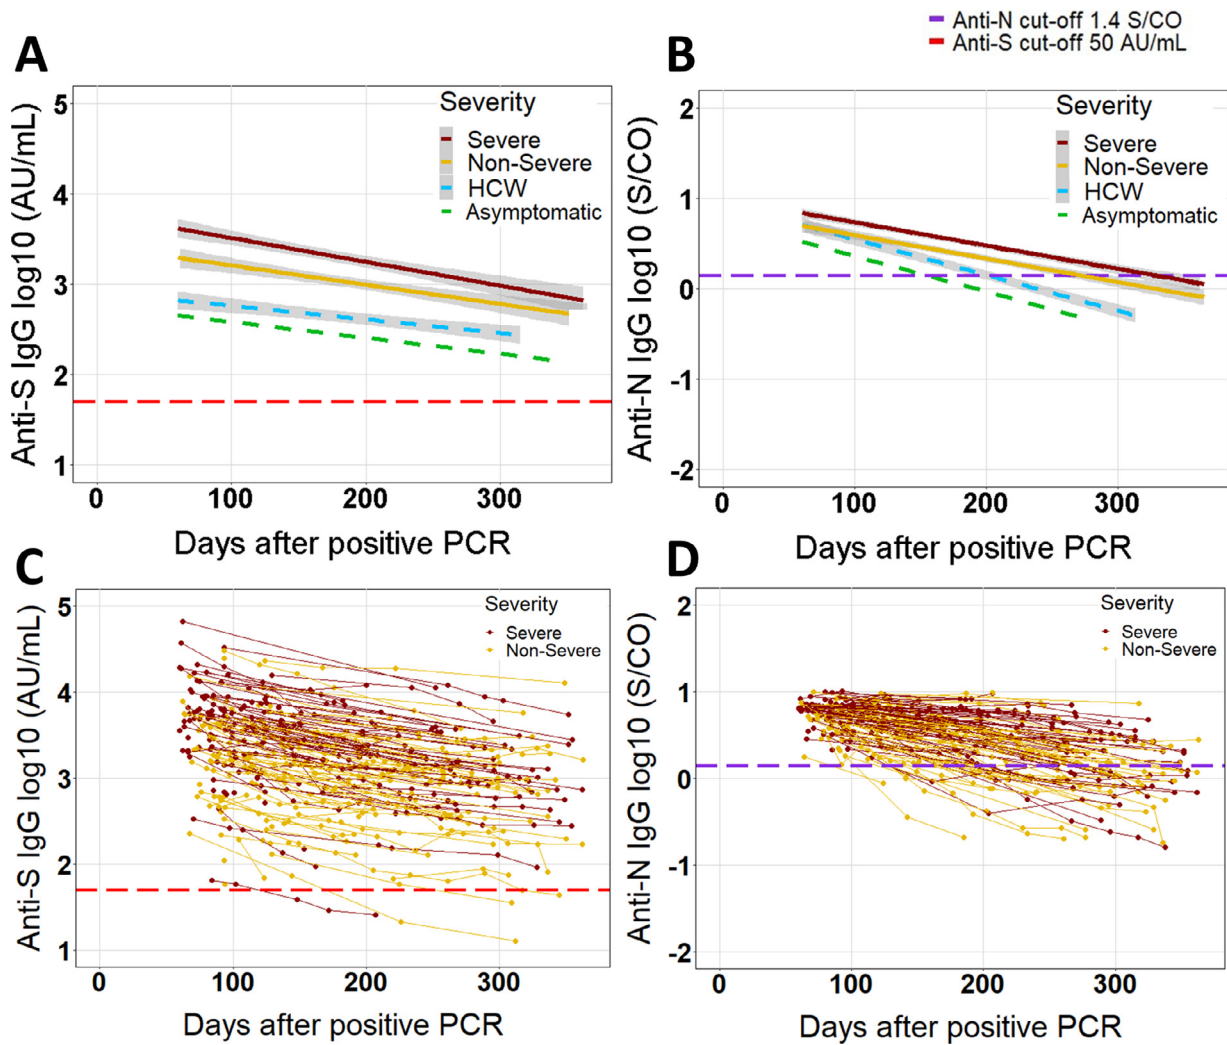 Anti-N cut-off 1.4 S/CO
Anti-S cut-off 50 AU/mL
A
Anti-S IgG log10 (AU/mL)
5
4
3
2
1
Severity
Severe
Non-Severe
HCW
Asymptomatic
0 100 200 300
Days after positive PCR
B
Anti-N IgG log10 (S/CO)
2
1
0
-1
-2
Severity
Severe
Non-Severe
HCW
Asymptomatic
0 100 200 300
Days after positive PCR
C
Anti-S IgG log10 (AU/mL)
5
4
3
2
1
Severity
Severe
Non-Severe
0 100 200 300
Days after positive PCR
D
Anti-N IgG log10 (S/CO)
2
1
0
-1
-2
Severity
Severe
Non-Severe
0 100 200 300
Days after positive PCR